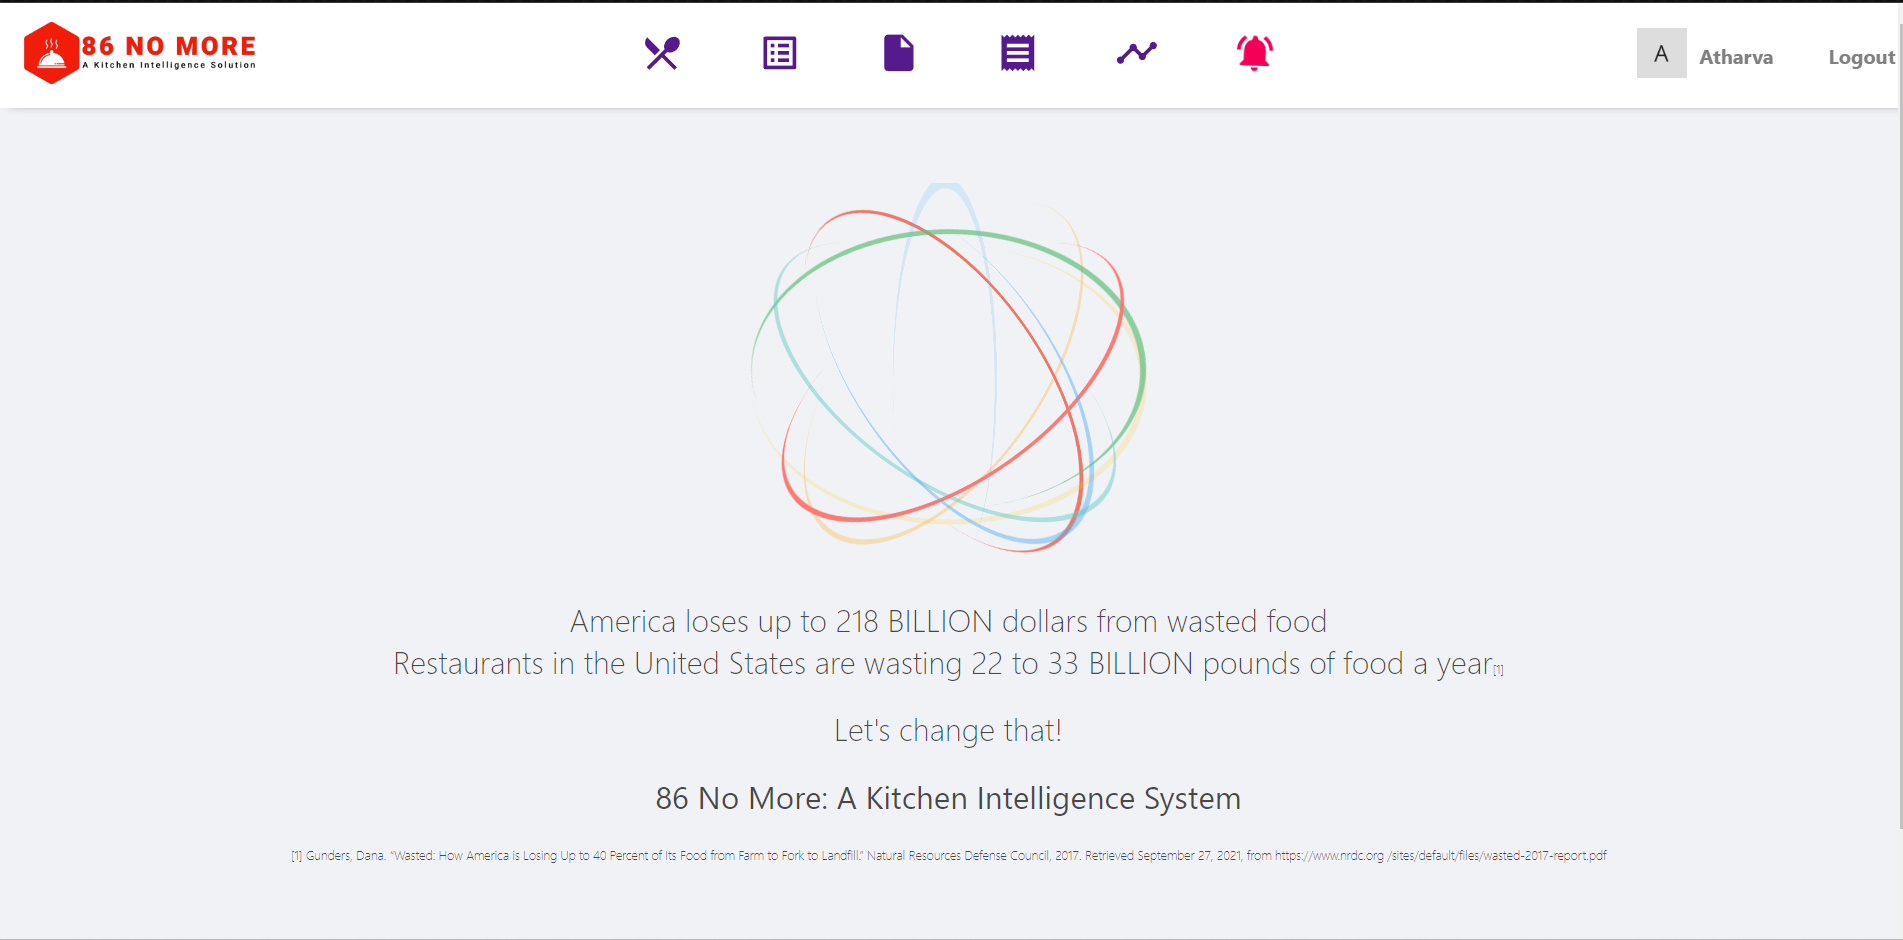 86 NO MORE
A Kitchen Intelligence Solution
A
Atharva
Logout
America loses up to 218 BILLION dollars from wasted food
Restaurants in the United States are wasting 22 to 33 BILLION pounds of food a year[1]
Let's change that!
86 No More: A Kitchen Intelligence System
[1] Gunders, Dana. "Wasted: How America is Losing Up to 40 Percent of Its Food from Farm to Fork to Landfill." Natural Resources Defense Council, 2017. Retrieved September 27, 2021, from https://www.nrdc.org /sites/default/files/wasted-2017-report.pdf